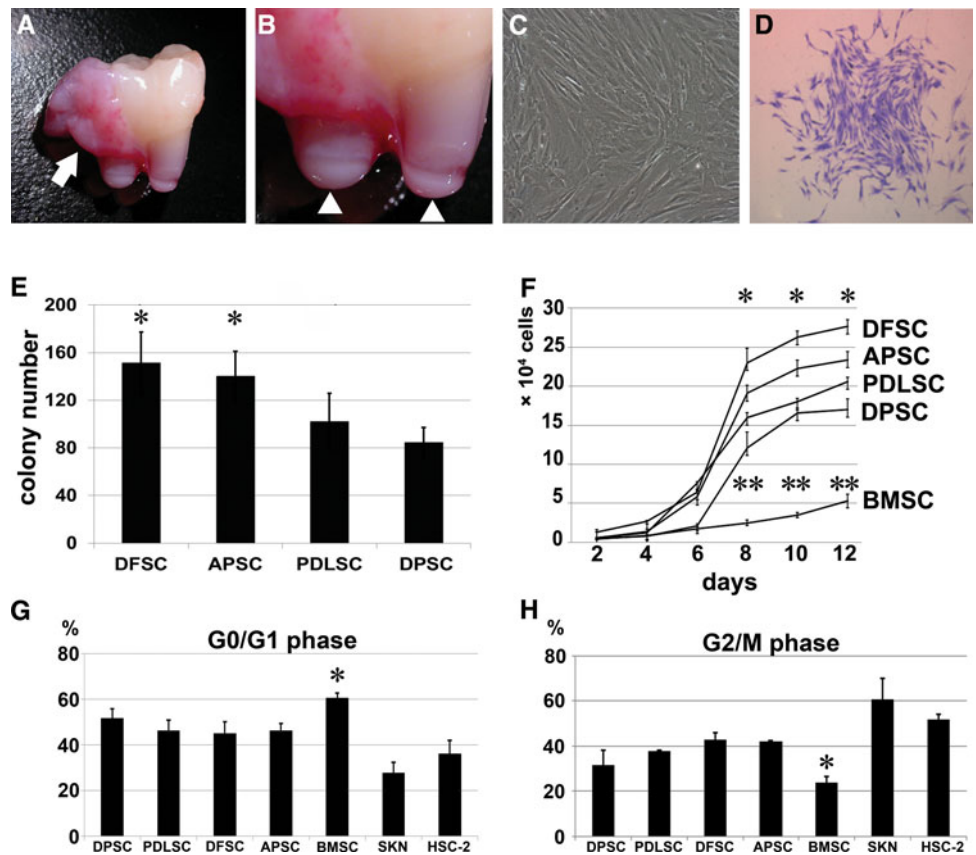 A
B
C
D
E
colony number
200
160
120
80
40
0
*
*
DFSC
APSC
PDLSC
DPSC
F
× 10⁴ cells
30
25
20
15
10
5
0
*
*
*
**
**
**
DFSC
APSC
PDLSC
DPSC
BMSC
2
4
6
8
10
12
days
G
%
G0/G1 phase
80
60
40
20
0
*
DPSC
PDLSC
DFSC
APSC
BMSC
SKN
HSC-2
H
%
G2/M phase
80
60
40
20
0
*
DPSC
PDLSC
DFSC
APSC
BMSC
SKN
HSC-2